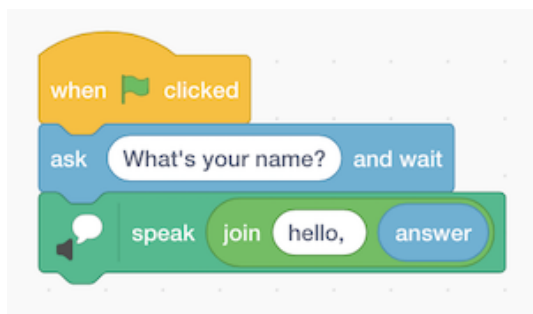 when clicked
ask What's your name? and wait
speak join hello, answer